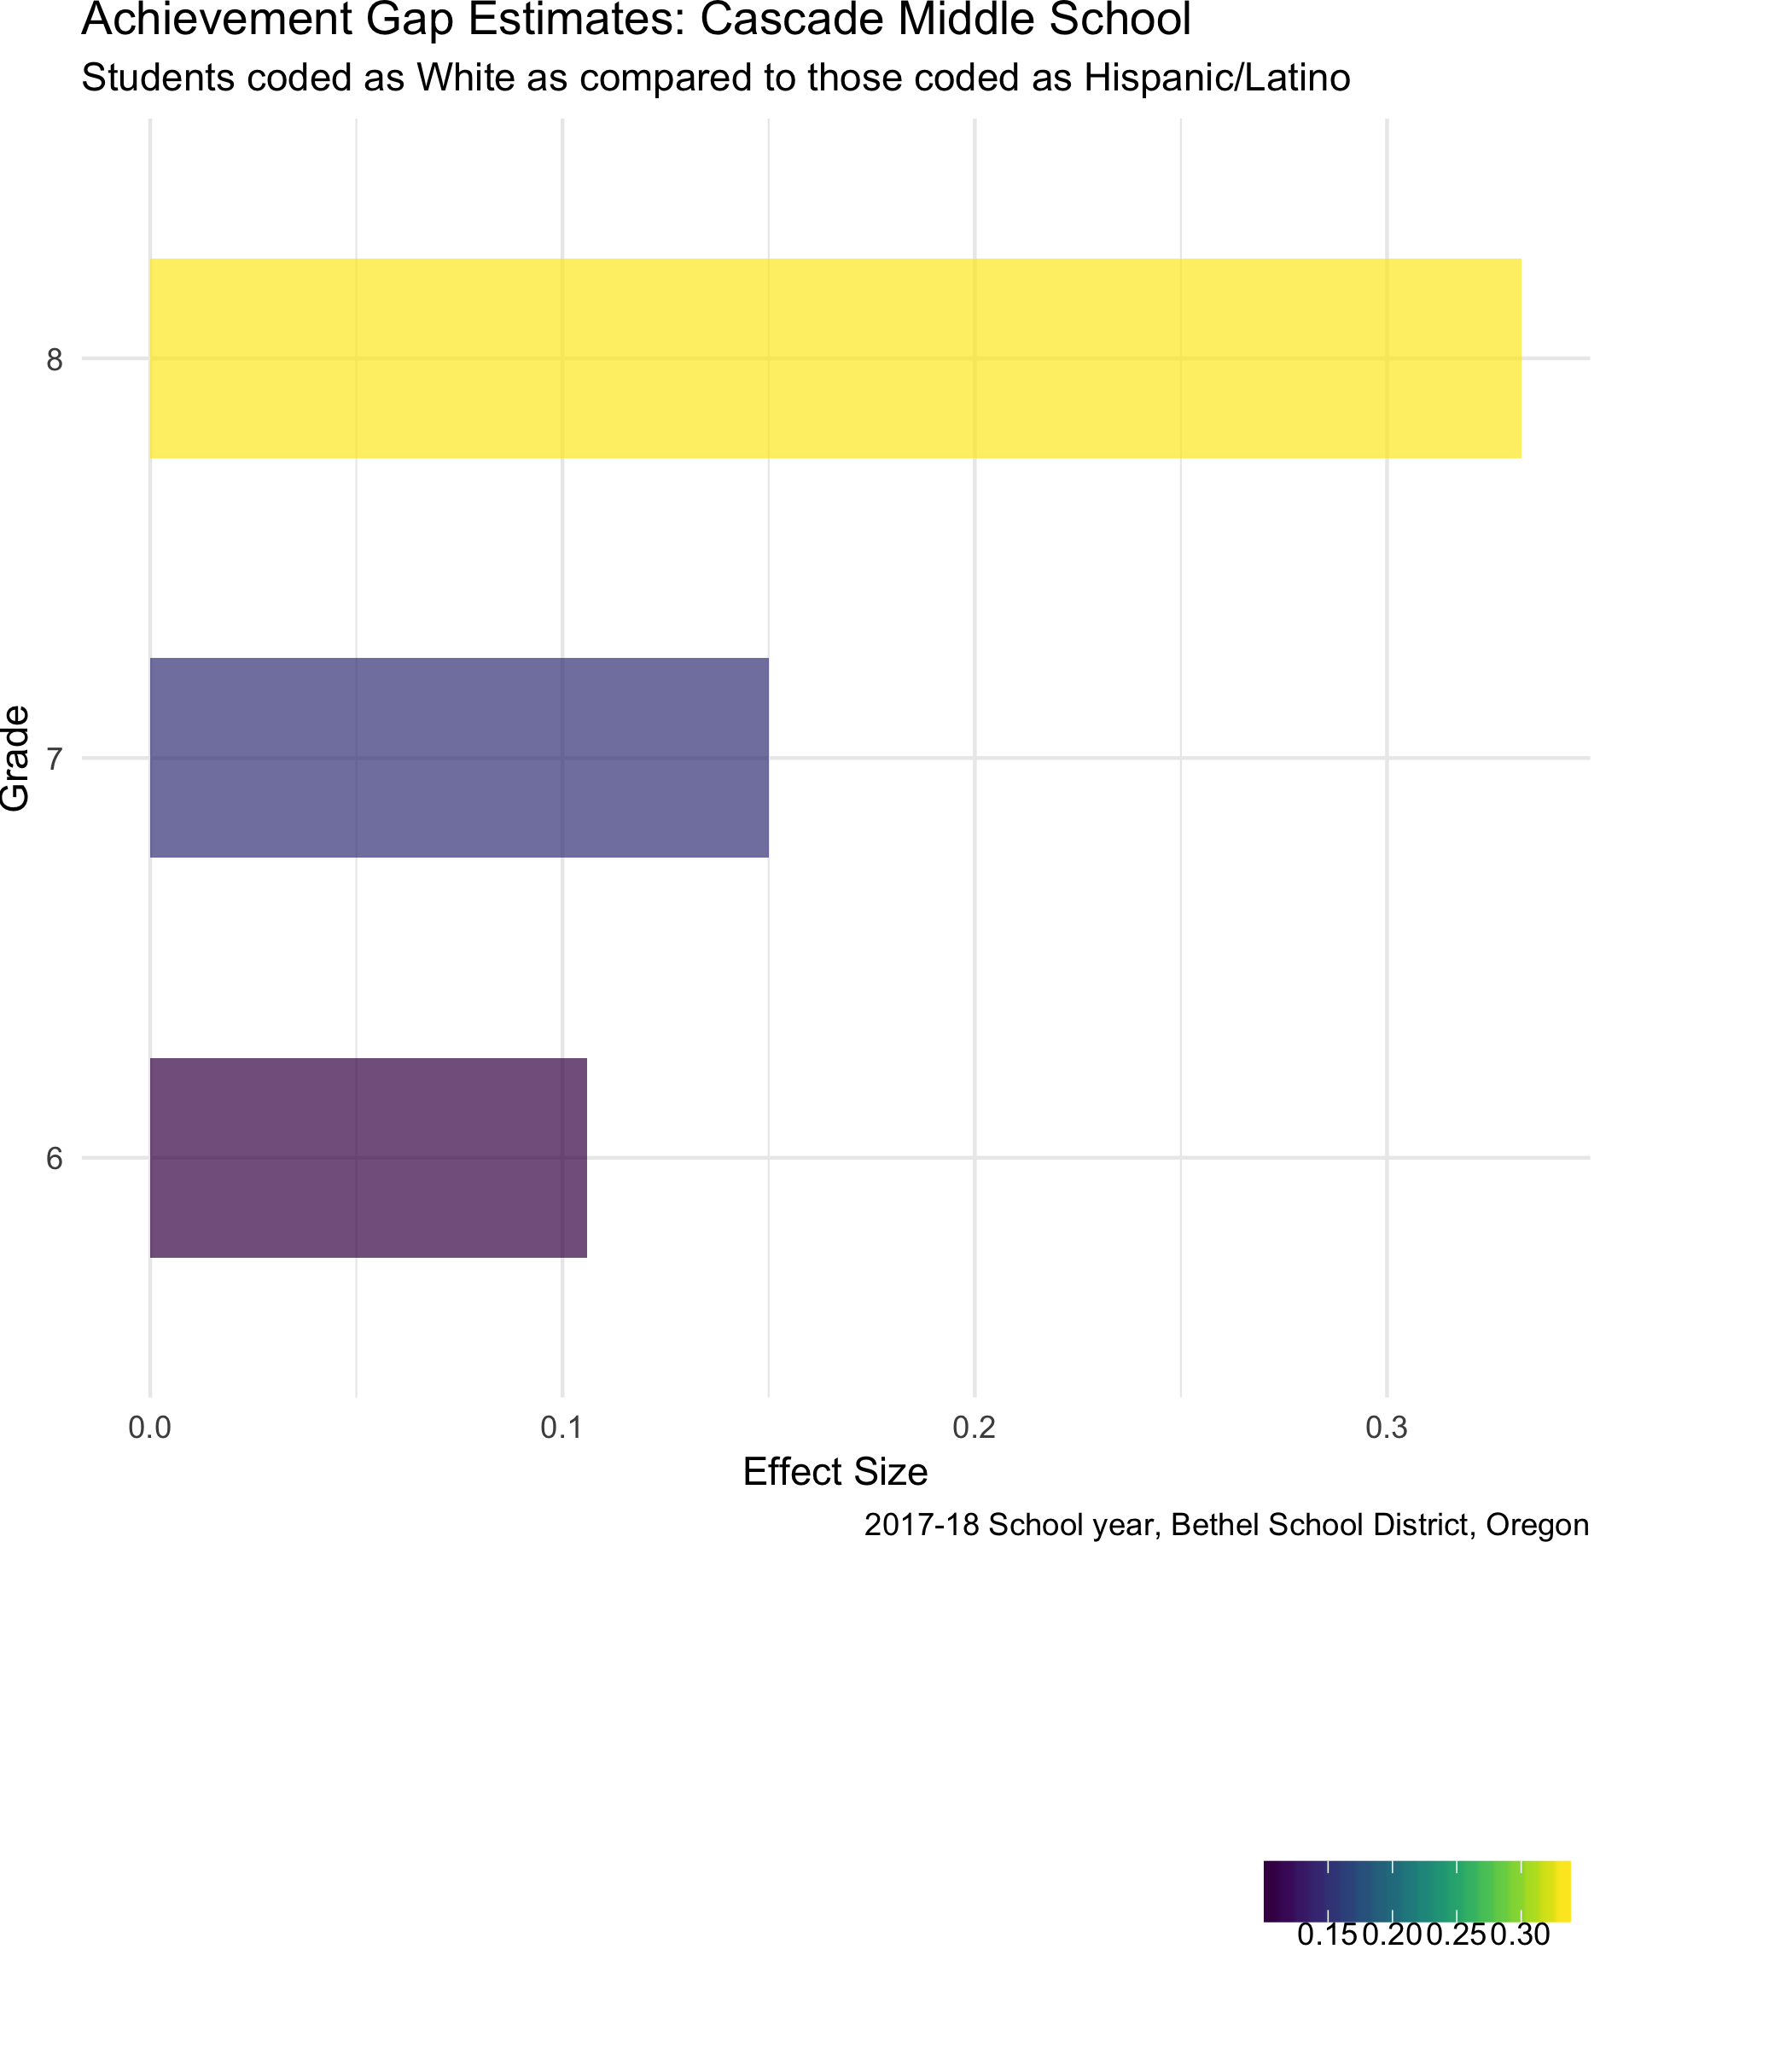 Achievement Gap Estimates: Cascade Middle School
Students coded as White as compared to those coded as Hispanic/Latino
8
7
6
Grade
0.0 0.1 0.2 0.3
Effect Size
2017-18 School year, Bethel School District, Oregon
0.15 0.20 0.25 0.30